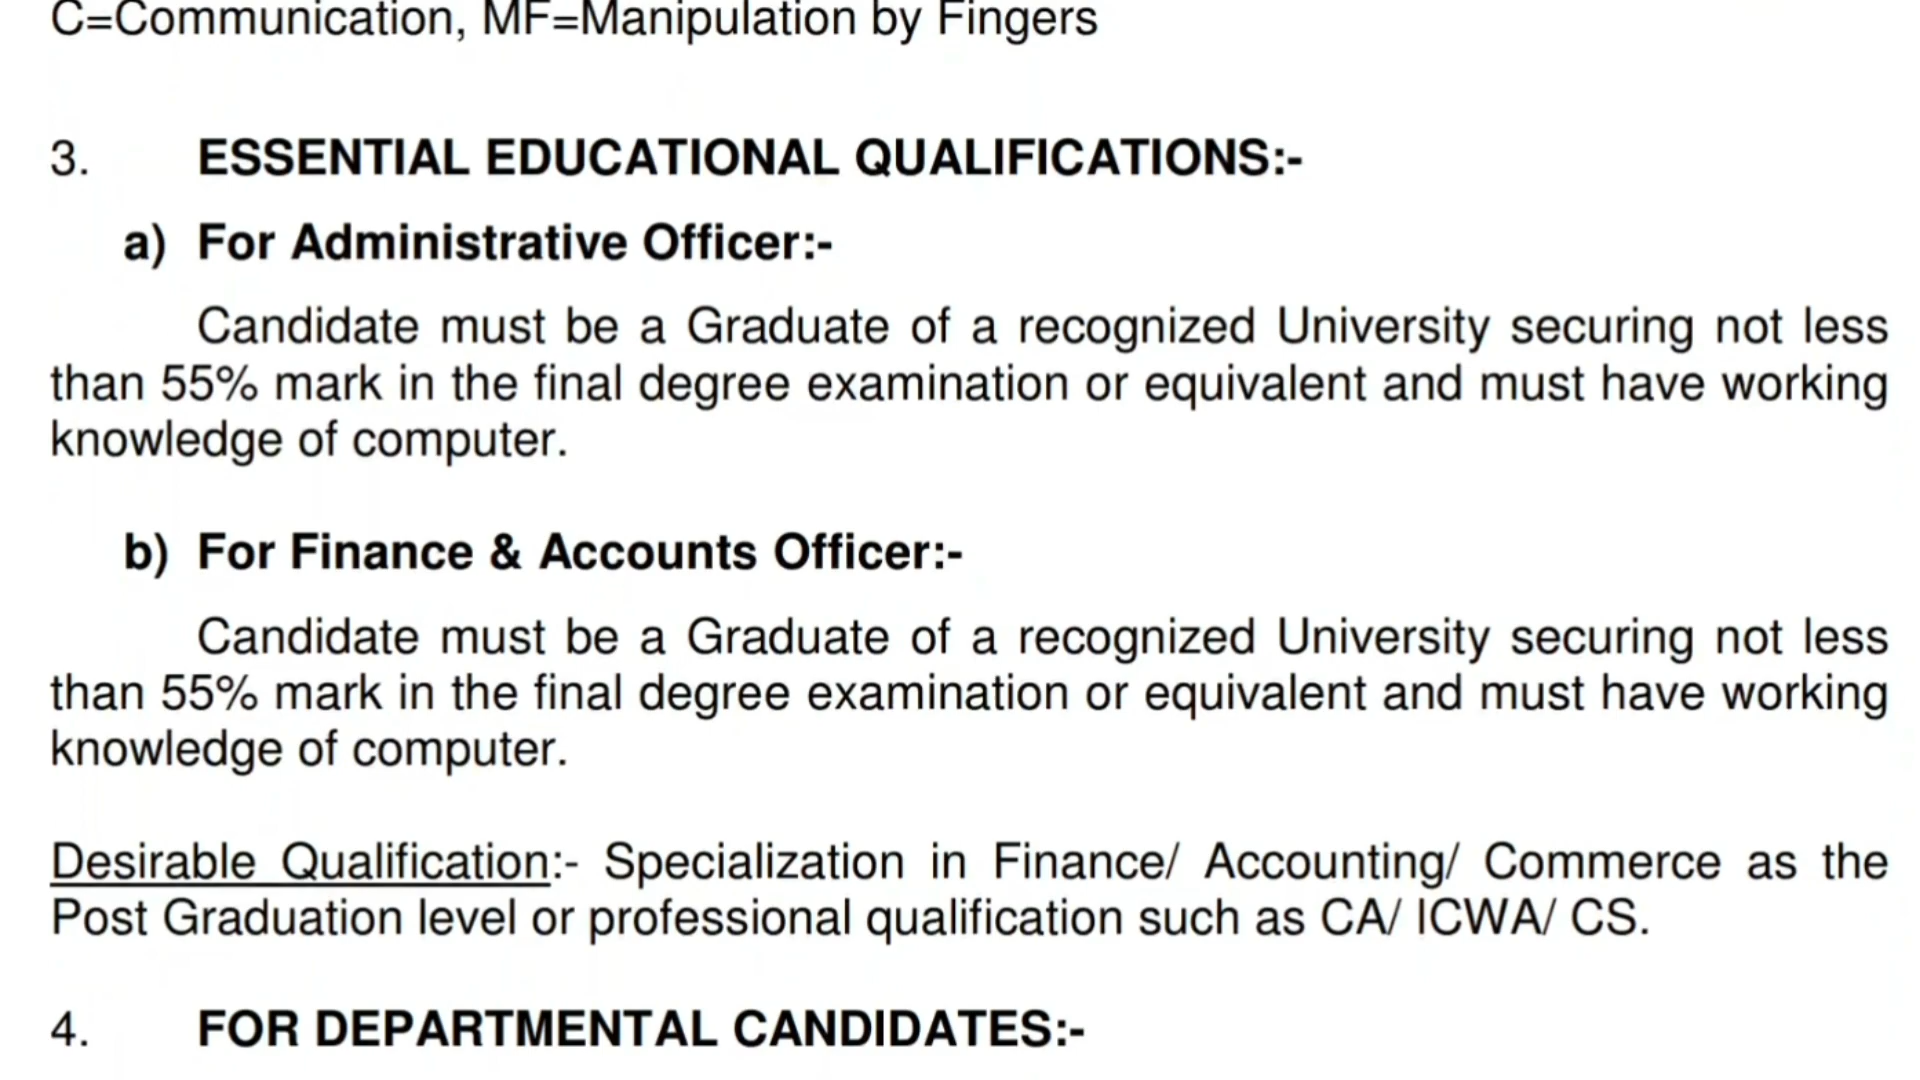 C=Communication, MF=Manipulation by Fingers
3. ESSENTIAL EDUCATIONAL QUALIFICATIONS:-
a) For Administrative Officer:-
Candidate must be a Graduate of a recognized University securing not less
than 55% mark in the final degree examination or equivalent and must have working
knowledge of computer.
b) For Finance & Accounts Officer:-
Candidate must be a Graduate of a recognized University securing not less
than 55% mark in the final degree examination or equivalent and must have working
knowledge of computer.
Desirable Qualification:- Specialization in Finance/ Accounting/ Commerce as the
Post Graduation level or professional qualification such as CA/ ICWA/ CS.
4. FOR DEPARTMENTAL CANDIDATES:-